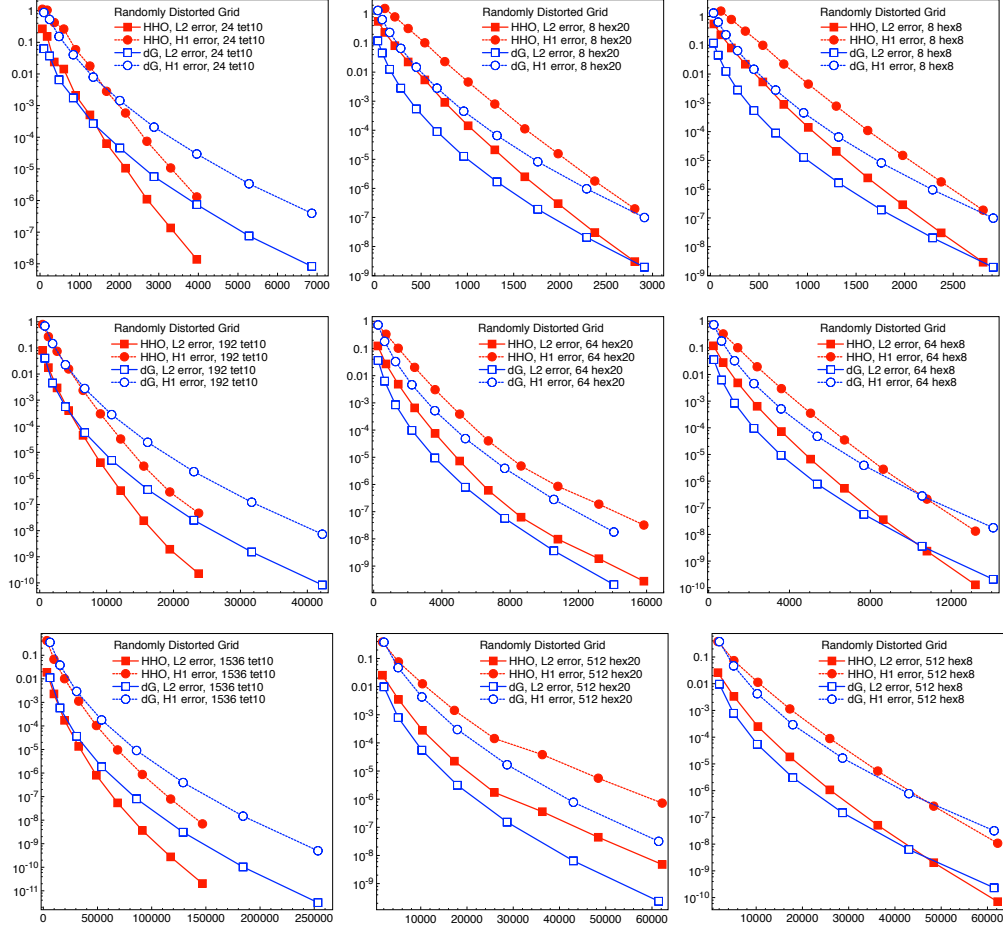 Randomly Distorted Grid
HHO, L2 error, 24 tet10
HHO, H1 error, 24 tet10
dG, L2 error, 24 tet10
dG, H1 error, 24 tet10
1
0.1
0.01
10-3
10-4
10-5
10-6
10-7
10-8
0 1000 2000 3000 4000 5000 6000 7000
Randomly Distorted Grid
HHO, L2 error, 8 hex20
HHO, H1 error, 8 hex20
dG, L2 error, 8 hex20
dG, H1 error, 8 hex20
1
0.1
0.01
10-3
10-4
10-5
10-6
10-7
10-8
10-9
0 500 1000 1500 2000 2500 3000
Randomly Distorted Grid
HHO, L2 error, 8 hex8
HHO, H1 error, 8 hex8
dG, L2 error, 8 hex8
dG, H1 error, 8 hex8
1
0.1
0.01
10-3
10-4
10-5
10-6
10-7
10-8
10-9
0 500 1000 1500 2000 2500
Randomly Distorted Grid
HHO, L2 error, 192 tet10
HHO, H1 error, 192 tet10
dG, L2 error, 192 tet10
dG, H1 error, 192 tet10
1
0.1
0.01
10-3
10-4
10-5
10-6
10-7
10-8
10-9
10-10
0 10000 20000 30000 40000
Randomly Distorted Grid
HHO, L2 error, 64 hex20
HHO, H1 error, 64 hex20
dG, L2 error, 64 hex20
dG, H1 error, 64 hex20
1
0.1
0.01
10-3
10-4
10-5
10-6
10-7
10-8
10-9
0 4000 8000 12000 16000
Randomly Distorted Grid
HHO, L2 error, 64 hex8
HHO, H1 error, 64 hex8
dG, L2 error, 64 hex8
dG, H1 error, 64 hex8
1
0.1
0.01
10-3
10-4
10-5
10-6
10-7
10-8
10-9
10-10
0 4000 8000 12000
Randomly Distorted Grid
HHO, L2 error, 1536 tet10
HHO, H1 error, 1536 tet10
dG, L2 error, 1536 tet10
dG, H1 error, 1536 tet10
0.1
0.01
10-3
10-4
10-5
10-6
10-7
10-8
10-9
10-10
10-11
0 50000 100000 150000 200000 250000
Randomly Distorted Grid
HHO, L2 error, 512 hex20
HHO, H1 error, 512 hex20
dG, L2 error, 512 hex20
dG, H1 error, 512 hex20
0.1
0.01
10-3
10-4
10-5
10-6
10-7
10-8
10-9
10000 20000 30000 40000 50000 60000
Randomly Distorted Grid
HHO, L2 error, 512 hex8
HHO, H1 error, 512 hex8
dG, L2 error, 512 hex8
dG, H1 error, 512 hex8
0.1
0.01
10-3
10-4
10-5
10-6
10-7
10-8
10-9
10-10
10000 20000 30000 40000 50000